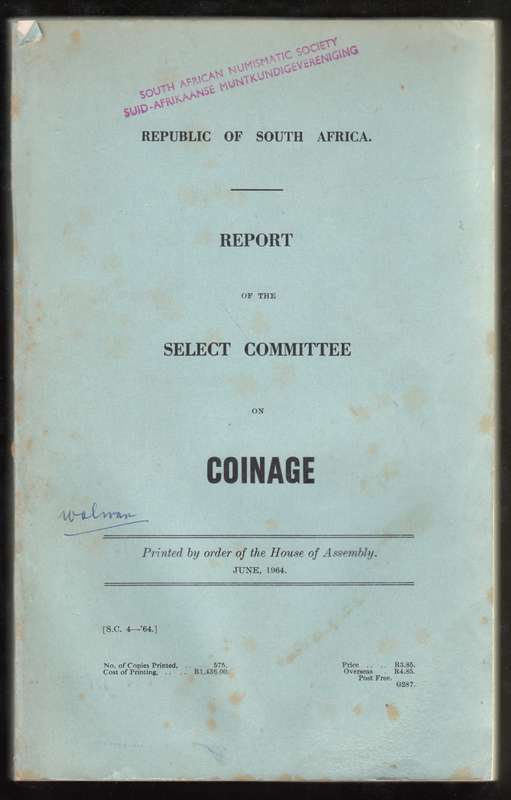 SOUTH AFRICAN NUMISMATIC SOCIETY
SUID-AFRIKAANSE MUNTKUNDIGEVERENIGING
REPUBLIC OF SOUTH AFRICA.
REPORT
OF THE
SELECT COMMITTEE
ON
COINAGE
Printed by order of the House of Assembly.
JUNE, 1964.
[S.C. 4—'64.]
No. of Copies Printed, .. 575.
Cost of Printing, .. .. R1,436.00.
Price .. .. R3.85.
Overseas R4.85.
Post Free.
G287.